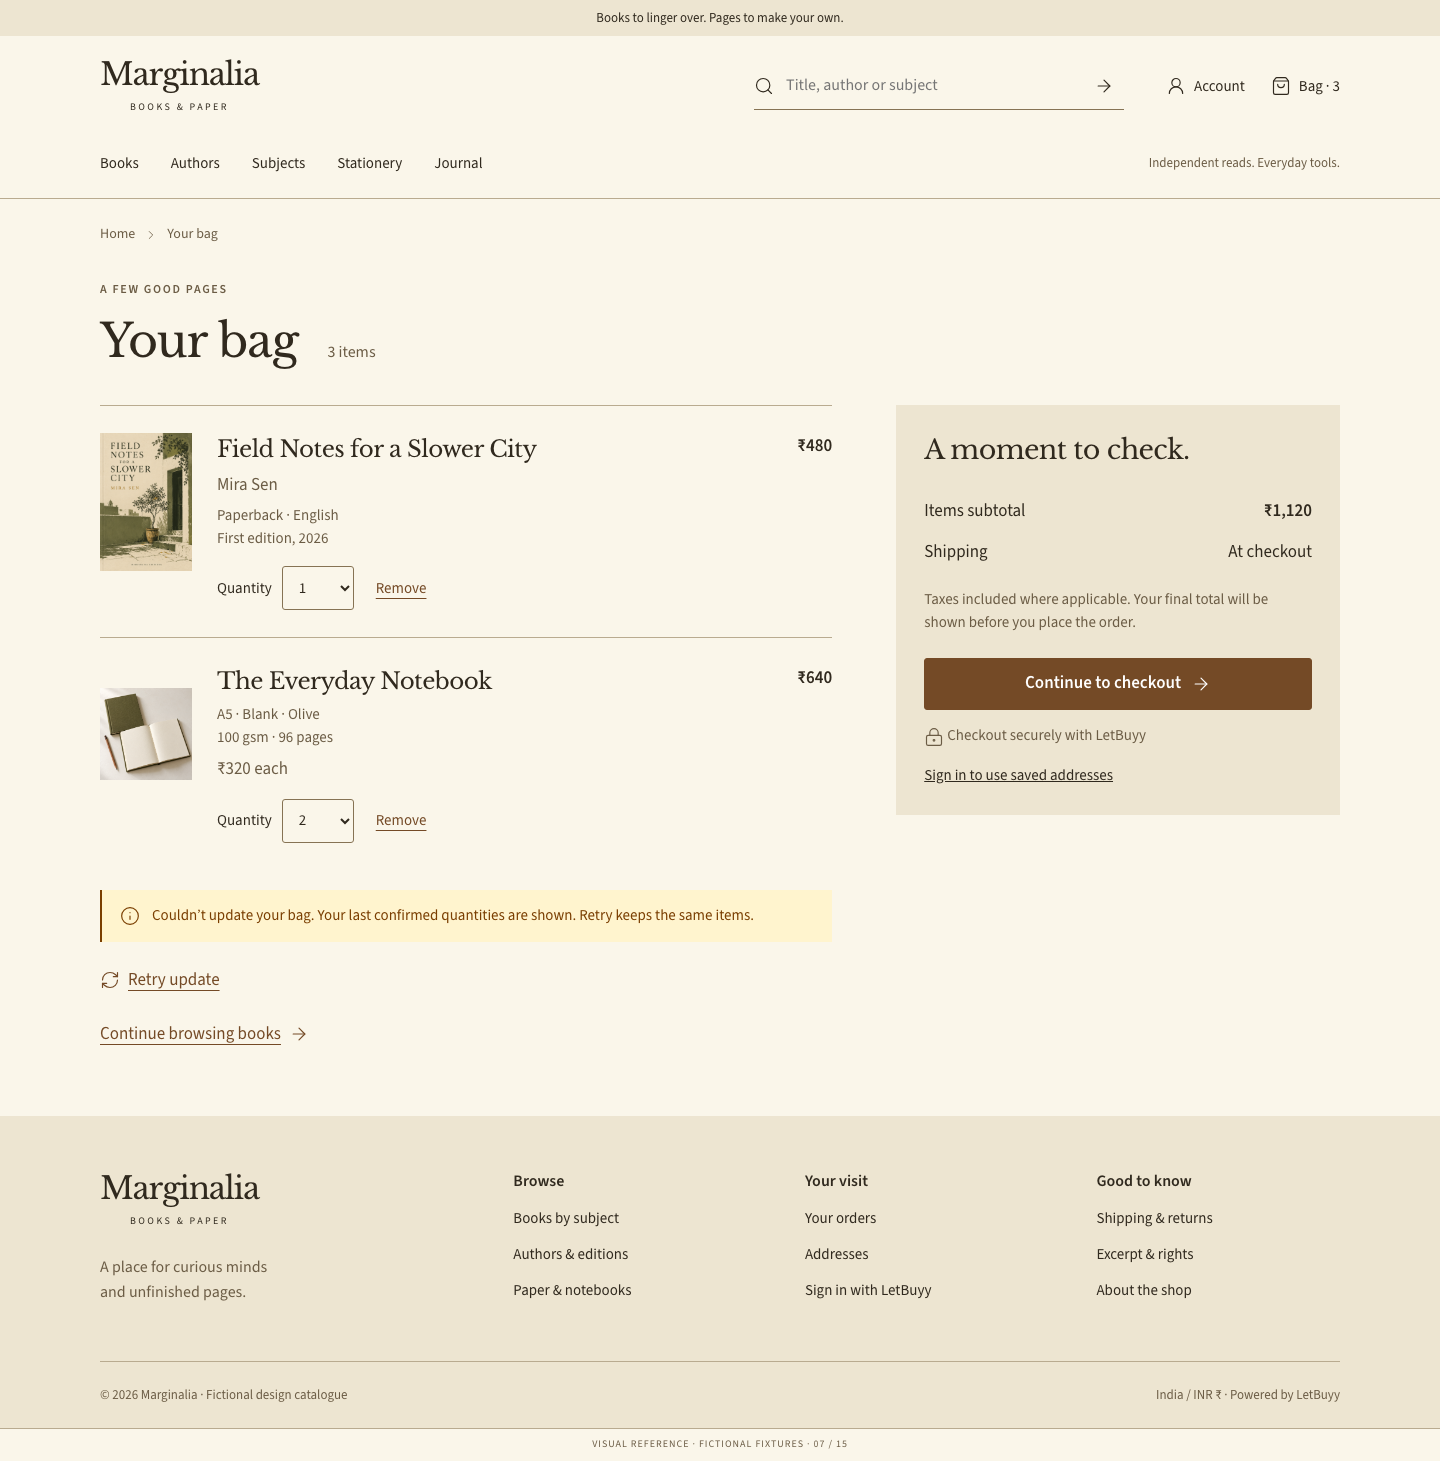 Books to linger over. Pages to make your own.
Marginalia
BOOKS & PAPER
Title, author or subject
Account
Bag · 3
Books
Authors
Subjects
Stationery
Journal
Independent reads. Everyday tools.
Home
Your bag
A FEW GOOD PAGES
Your bag
3 items
FIELD
NOTES
FOR A
SLOWER
CITY
MIRA SEN
Field Notes for a Slower City
₹480
Mira Sen
Paperback · English
First edition, 2026
Quantity
1
Remove
The Everyday Notebook
₹640
A5 · Blank · Olive
100 gsm · 96 pages
₹320 each
Quantity
2
Remove
Couldn’t update your bag. Your last confirmed quantities are shown. Retry keeps the same items.
Retry update
Continue browsing books
A moment to check.
Items subtotal
₹1,120
Shipping
At checkout
Taxes included where applicable. Your final total will be
shown before you place the order.
Continue to checkout
Checkout securely with LetBuyy
Sign in to use saved addresses
Marginalia
BOOKS & PAPER
A place for curious minds
and unfinished pages.
Browse
Books by subject
Authors & editions
Paper & notebooks
Your visit
Your orders
Addresses
Sign in with LetBuyy
Good to know
Shipping & returns
Excerpt & rights
About the shop
© 2026 Marginalia · Fictional design catalogue
India / INR ₹ · Powered by LetBuyy
VISUAL REFERENCE · FICTIONAL FIXTURES · 07 / 15